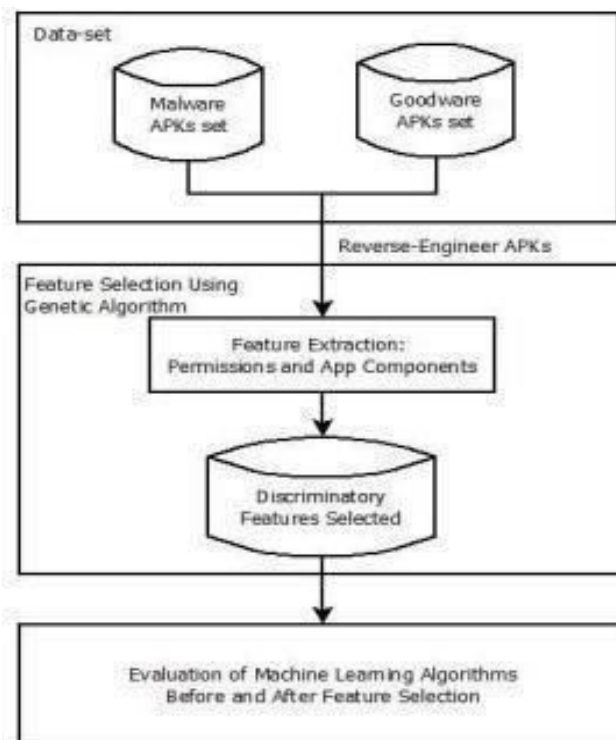 Data-set
Malware
APKs set
Goodware
APKs set
Reverse-Engineer APKs
Feature Selection Using
Genetic Algorithm
Feature Extraction:
Permissions and App Components
Discriminatory
Features Selected
Evaluation of Machine Learning Algorithms
Before and After Feature Selection